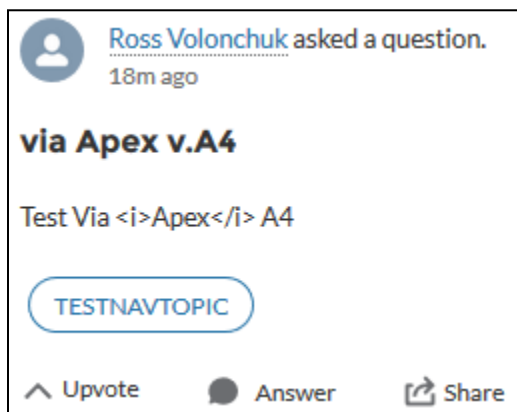 Ross Volonchuk asked a question.
18m ago
via Apex v.A4
Test Via <i>Apex</i> A4
TESTNAVTOPIC
Upvote Answer Share